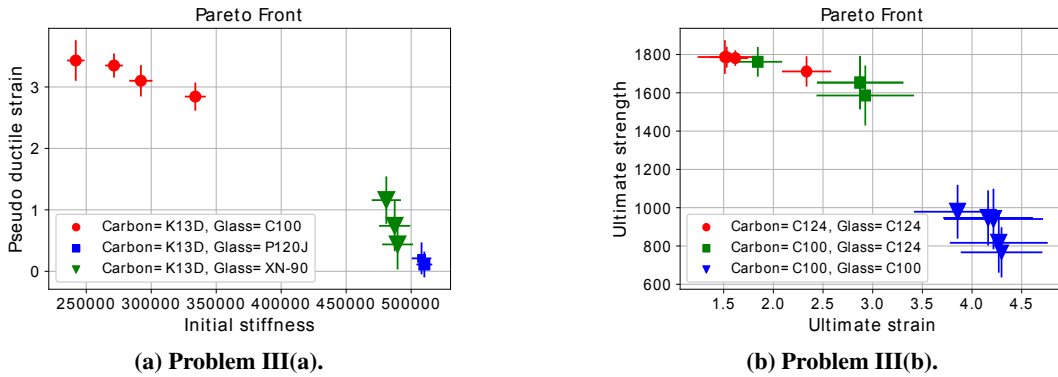 Pareto Front
Pseudo ductile strain
3
2
1
0
Carbon= K13D, Glass= C100
Carbon= K13D, Glass= P120J
Carbon= K13D, Glass= XN-90
250000 300000 350000 400000 450000 500000
Initial stiffness
(a) Problem III(a).
Pareto Front
Ultimate strength
1800
1600
1400
1200
1000
800
600
Carbon= C124, Glass= C124
Carbon= C100, Glass= C124
Carbon= C100, Glass= C100
1.5 2.0 2.5 3.0 3.5 4.0 4.5
Ultimate strain
(b) Problem III(b).